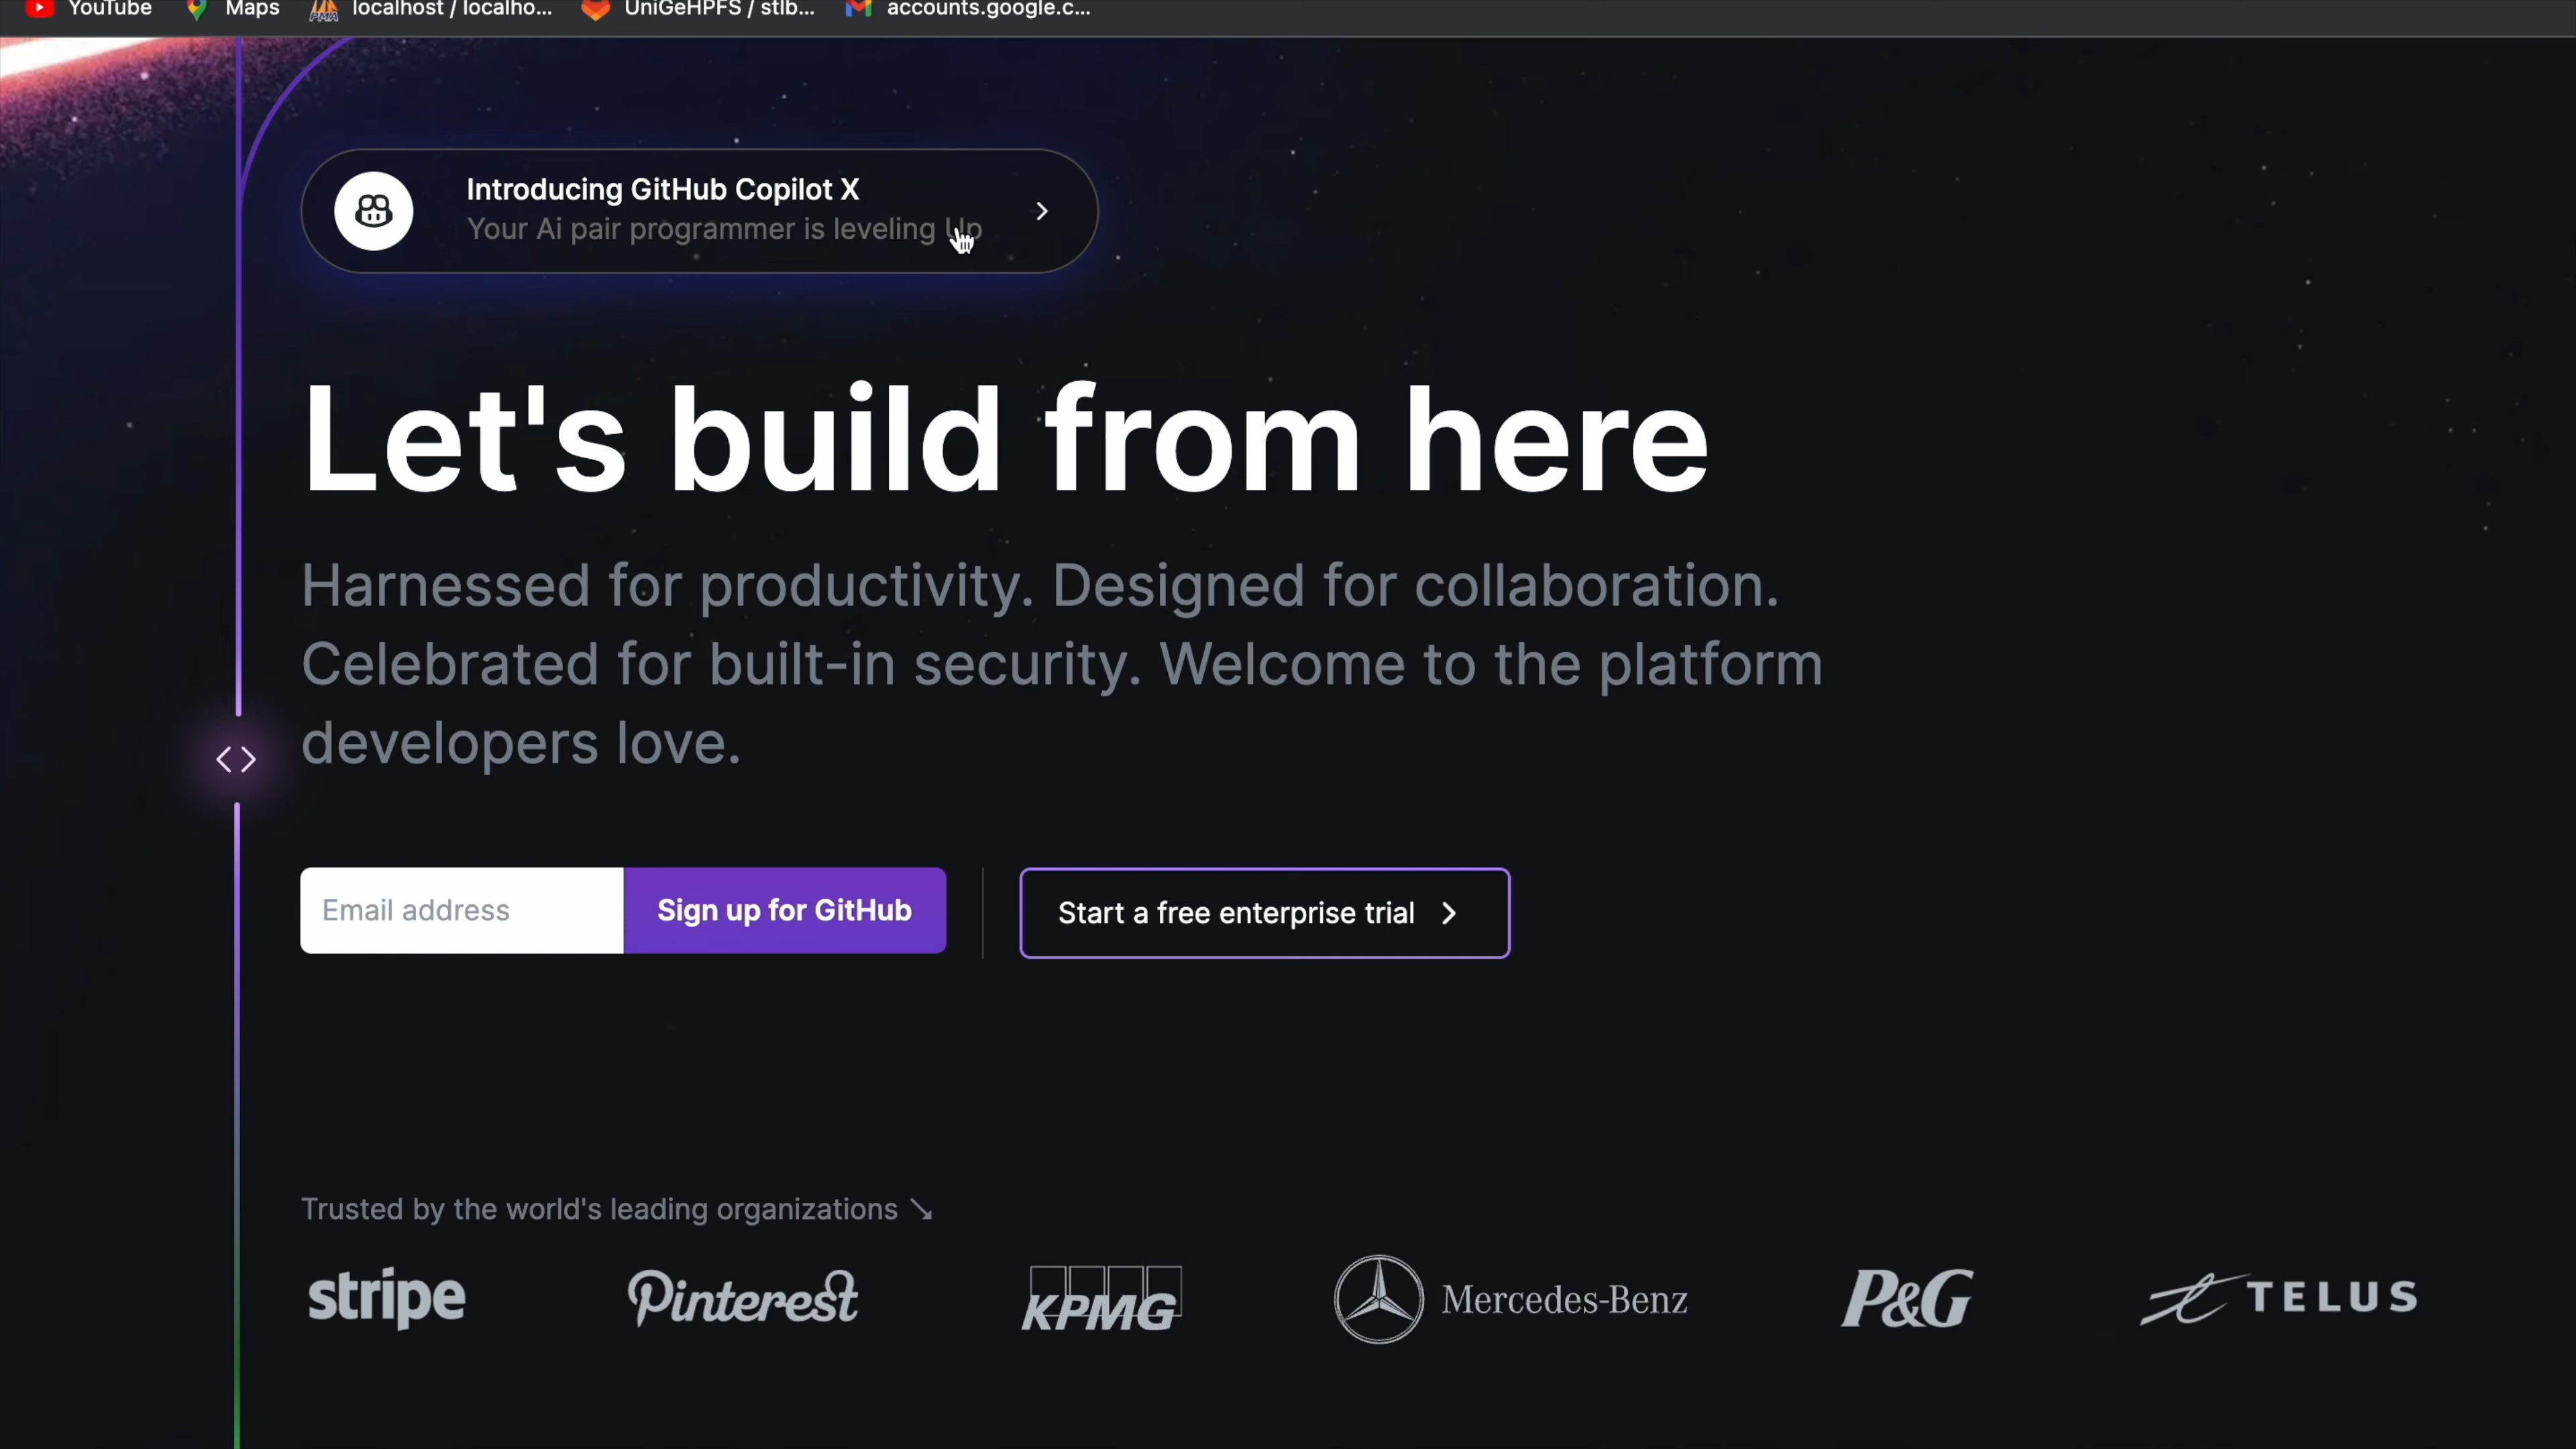 YouTube Maps localhost / localho... UniGeHPFS / stlb... accounts.google.c...
Introducing GitHub Copilot X
Your Ai pair programmer is leveling Up
Let's build from here
Harnessed for productivity. Designed for collaboration.
Celebrated for built-in security. Welcome to the platform
developers love.
Email address Sign up for GitHub Start a free enterprise trial
Trusted by the world's leading organizations
stripe Pinterest KPMG Mercedes-Benz P&G TELUS